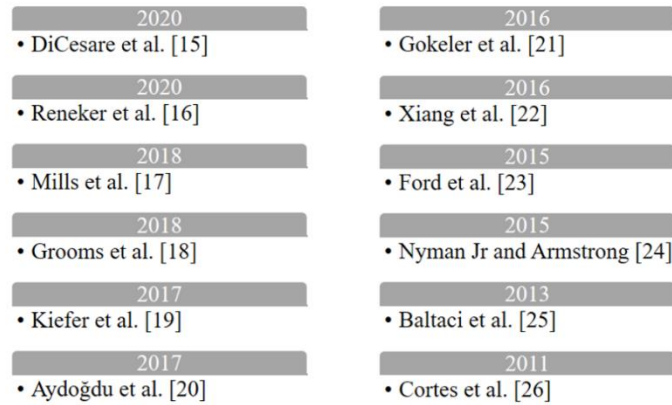 2020
• DiCesare et al. [15]
2020
• Reneker et al. [16]
2018
• Mills et al. [17]
2018
• Grooms et al. [18]
2017
• Kiefer et al. [19]
2017
• Aydoğdu et al. [20]
2016
• Gokeler et al. [21]
2016
• Xiang et al. [22]
2015
• Ford et al. [23]
2015
• Nyman Jr and Armstrong [24]
2013
• Baltaci et al. [25]
2011
• Cortes et al. [26]